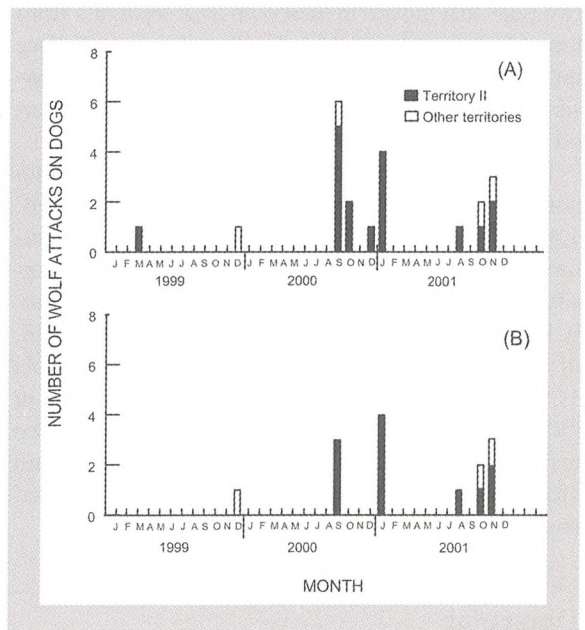 NUMBER OF WOLF ATTACKS ON DOGS
8
(A)
Territory II
Other territories
6
4
2
0
J F M A M J J A S O N D J F M A M J J A S O N D J F M A M J J A S O N D
1999 2000 2001
8
(B)
6
4
2
0
J F M A M J J A S O N D J F M A M J J A S O N D J F M A M J J A S O N D
1999 2000 2001
MONTH